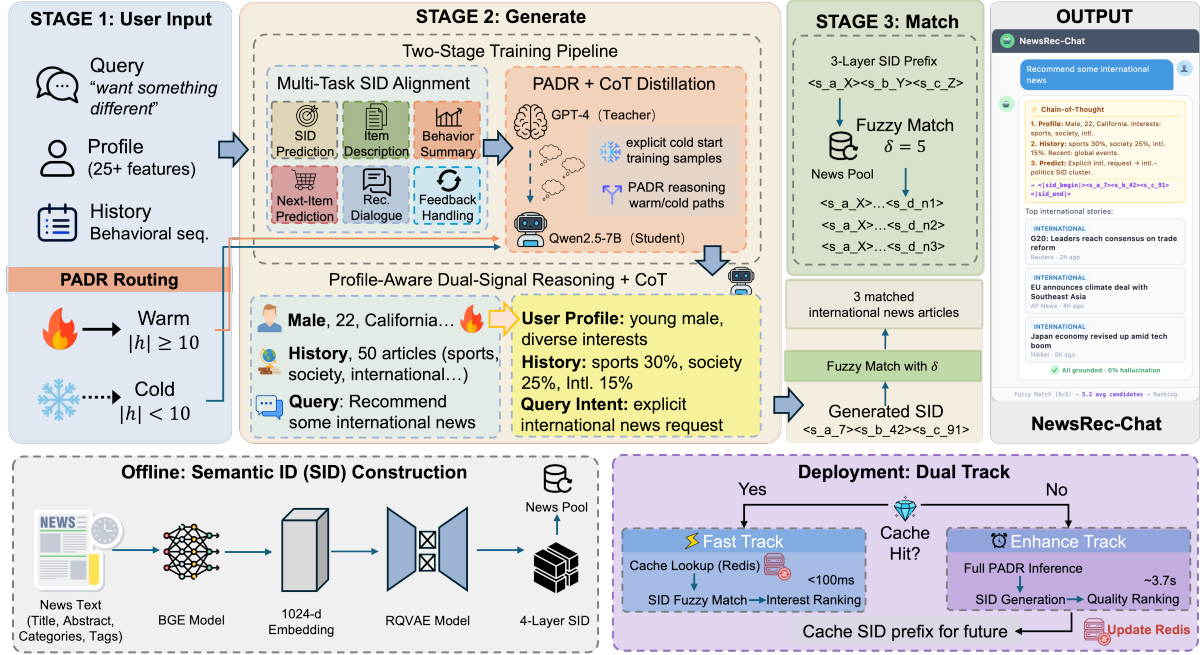 STAGE 1: User Input
Query
“want something
different”
Profile
(25+ features)
History
Behavioral seq.
PADR Routing
Warm
|h| ≥ 10
Cold
|h| < 10
STAGE 2: Generate
Two-Stage Training Pipeline
Multi-Task SID Alignment
SID
Prediction
Item
Description
Behavior
Summary
Next-Item
Prediction
Rec.
Dialogue
Feedback
Handling
PADR + CoT Distillation
GPT-4 (Teacher)
explicit cold start
training samples
PADR reasoning
warm/cold paths
Qwen2.5-7B (Student)
Profile-Aware Dual-Signal Reasoning + CoT
Male, 22, California…
History, 50 articles (sports,
society, international…)
Query: Recommend
some international news
User Profile: young male,
diverse interests
History: sports 30%, society
25%, Intl. 15%
Query Intent: explicit
international news request
STAGE 3: Match
3-Layer SID Prefix
<s_a_X><s_b_Y><s_c_Z>
Fuzzy Match
δ = 5
News Pool
<s_a_X>…<s_d_n1>
<s_a_X>…<s_d_n2>
<s_a_X>…<s_d_n3>
3 matched
international news articles
Fuzzy Match with δ
Generated SID
<s_a_7><s_b_42><s_c_91>
OUTPUT
NewsRec-Chat
Recommend some international
news
Chain-of-Thought
1. Profile: Male, 22, California. Interests:
sports, society, intl.
2. History: sports 30%, society 25%, intl.
15%. Recent: global events.
3. Predict: Explicit intl. request → intl.-
politics SID cluster.
→ <|sid_begin|><s_a_7><s_b_42><s_c_91>
<|sid_end|>
Top international stories:
INTERNATIONAL
G20: Leaders reach consensus on trade
reform
Reuters · 2h ago
INTERNATIONAL
EU announces climate deal with
Southeast Asia
AP News · 4h ago
INTERNATIONAL
Japan economy revised up amid tech
boom
Nikkei · 5h ago
All grounded · 0% hallucination
Fuzzy Match (δ=5) → 5.2 avg candidates → Ranking
NewsRec-Chat
Offline: Semantic ID (SID) Construction
NEWS
News Text
(Title, Abstract,
Categories, Tags)
BGE Model
1024-d
Embedding
RQVAE Model
News Pool
4-Layer SID
Deployment: Dual Track
Yes
No
Cache
Hit?
Fast Track
Cache Lookup (Redis)
<100ms
SID Fuzzy Match
Interest Ranking
Enhance Track
Full PADR Inference
~3.7s
SID Generation
Quality Ranking
Cache SID prefix for future
Update Redis